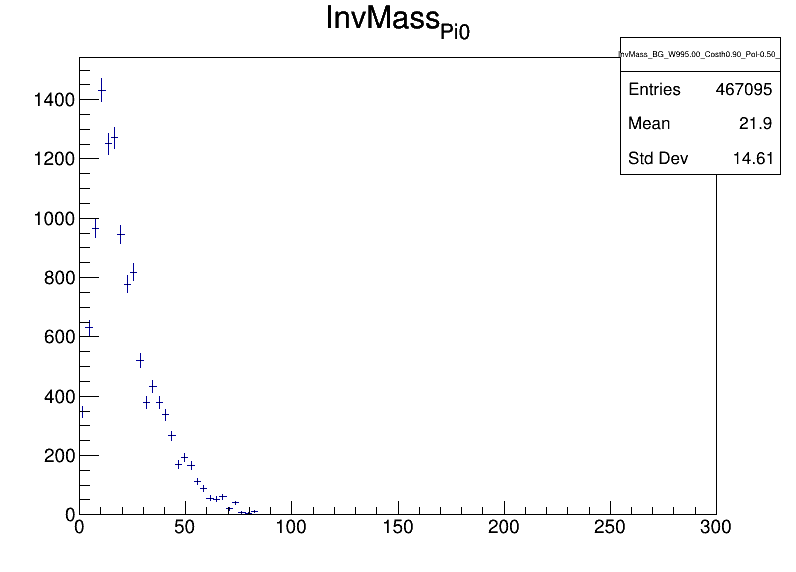 InvMass_Pi0
InvMass_BG_W995.00_Costh0.90_Pol-0.50_
Entries 467095
Mean 21.9
Std Dev 14.61
1400
1200
1000
800
600
400
200
0
0 50 100 150 200 250 300